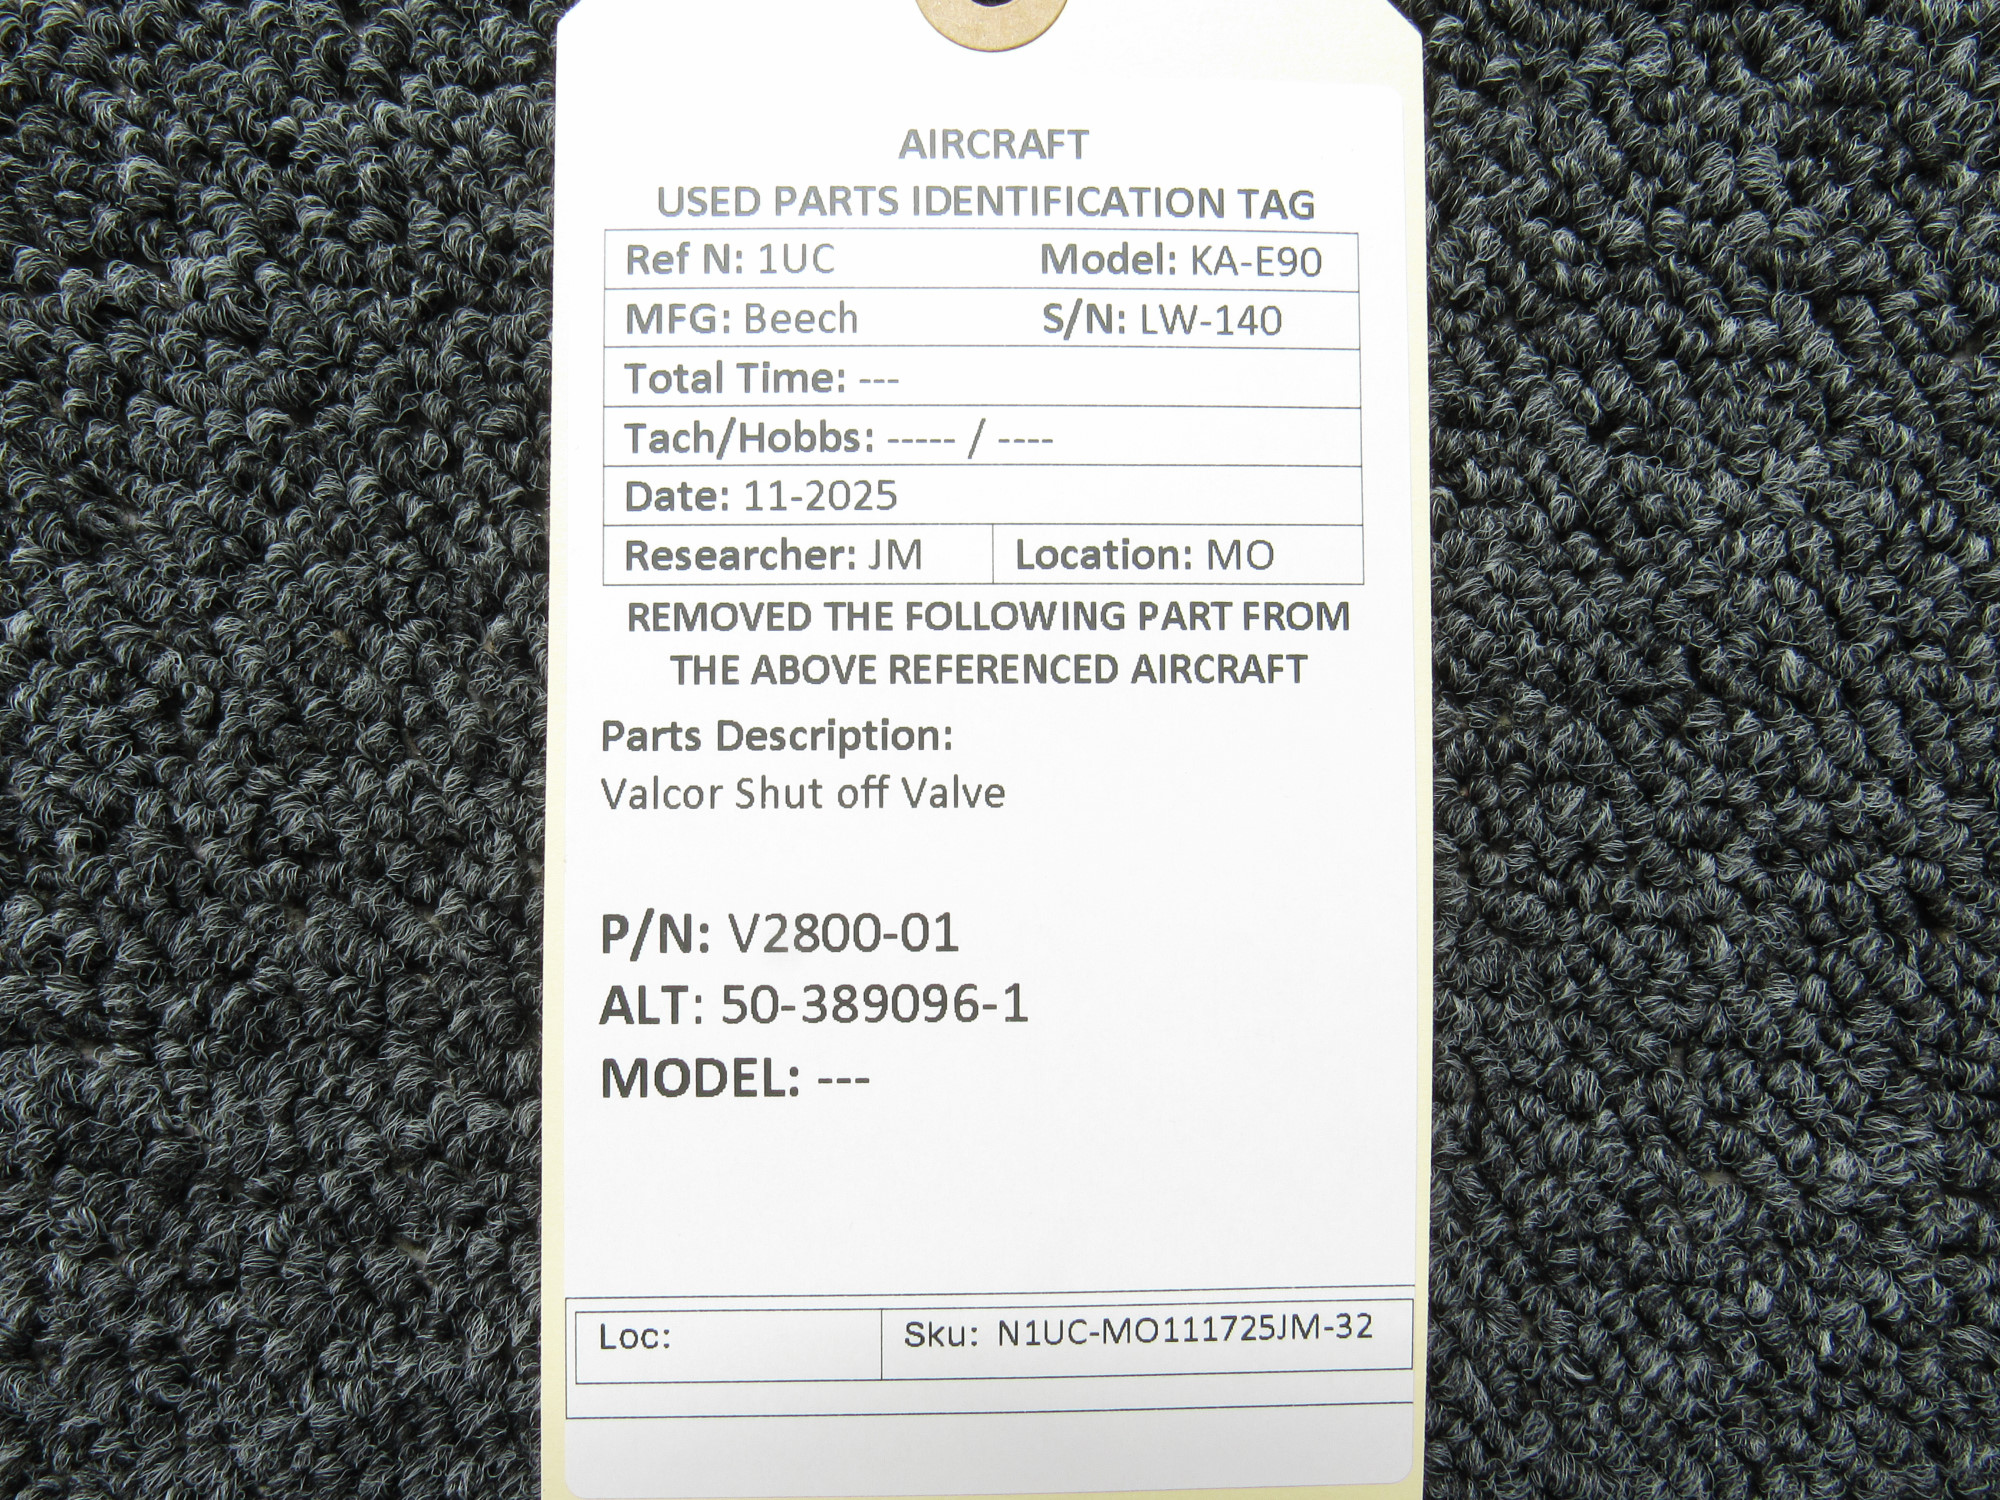 AIRCRAFT
USED PARTS IDENTIFICATION TAG
Ref N: 1UC Model: KA-E90
MFG: Beech S/N: LW-140
Total Time: ---
Tach/Hobbs: ----- / ----
Date: 11-2025
Researcher: JM Location: MO
REMOVED THE FOLLOWING PART FROM
THE ABOVE REFERENCED AIRCRAFT
Parts Description:
Valcor Shut off Valve
P/N: V2800-01
ALT: 50-389096-1
MODEL: ---
Loc: Sku: N1UC-MO111725JM-32